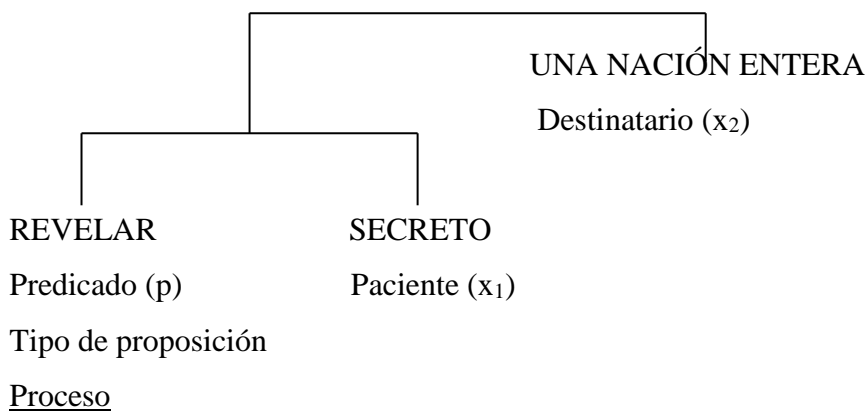 UNA NACIÓN ENTERA
Destinatario (x₂)
REVELAR SECRETO
Predicado (p) Paciente (x₁)
Tipo de proposición
Proceso